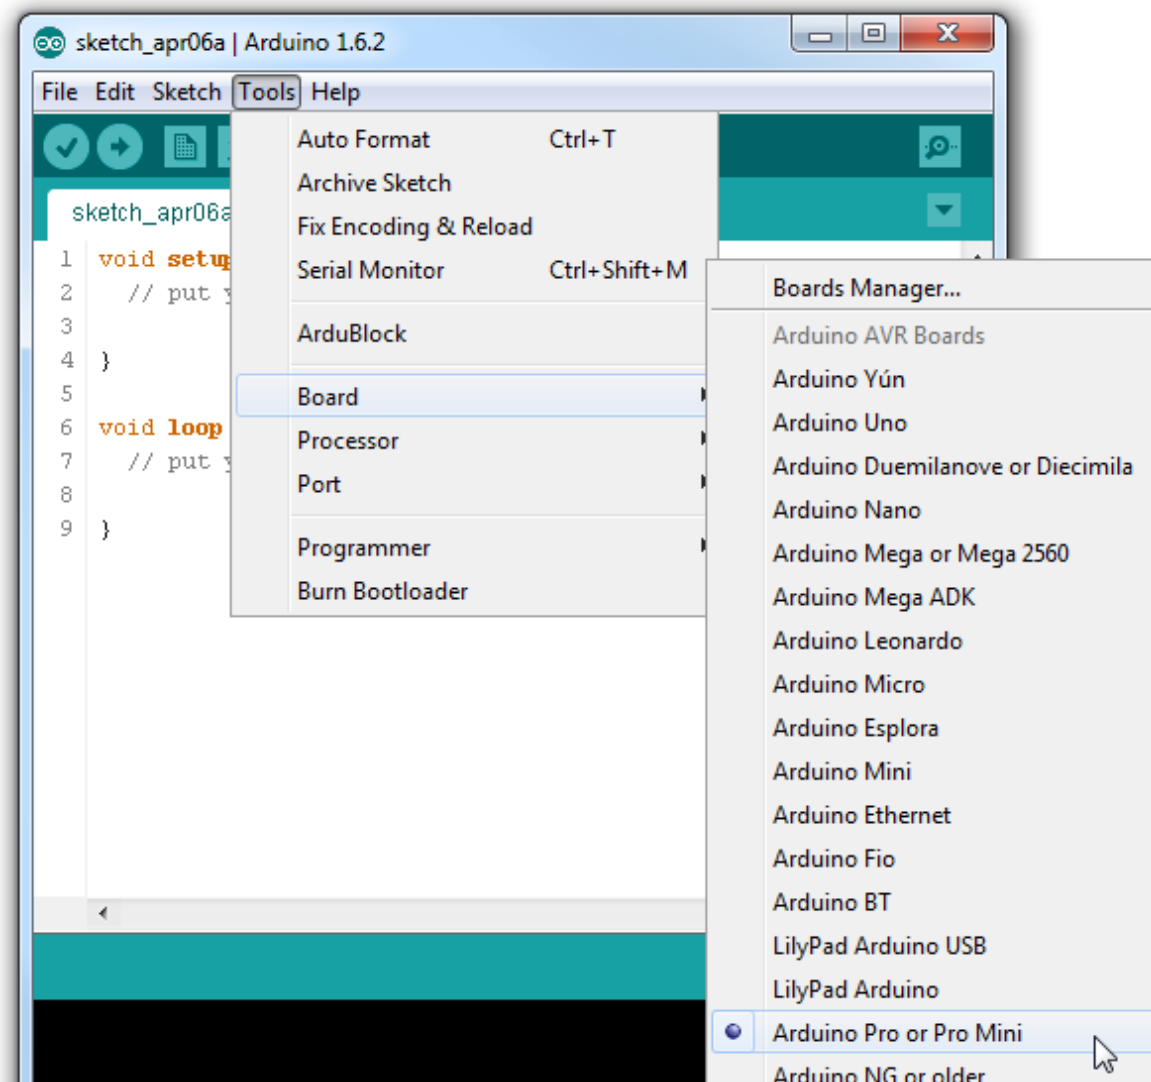 sketch_apr06a | Arduino 1.6.2
File Edit Sketch Tools Help
Auto Format Ctrl+T
Archive Sketch
Fix Encoding & Reload
Serial Monitor Ctrl+Shift+M
ArduBlock
Board
Processor
Port
Programmer
Burn Bootloader
sketch_apr06a
1 void setup
2 // put
3
4 }
5
6 void loop
7 // put
8
9 }
Boards Manager...
Arduino AVR Boards
Arduino Yún
Arduino Uno
Arduino Duemilanove or Diecimila
Arduino Nano
Arduino Mega or Mega 2560
Arduino Mega ADK
Arduino Leonardo
Arduino Micro
Arduino Esplora
Arduino Mini
Arduino Ethernet
Arduino Fio
Arduino BT
LilyPad Arduino USB
LilyPad Arduino
Arduino Pro or Pro Mini
Arduino NG or older